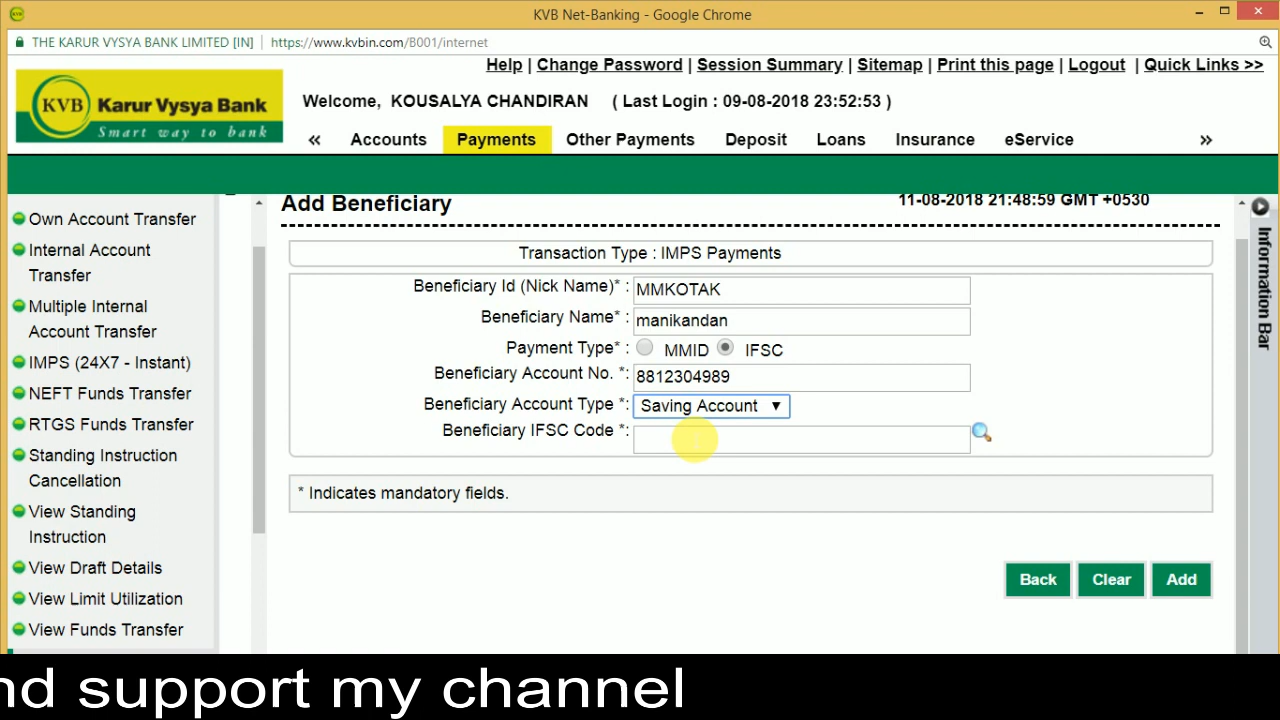 KVB Net-Banking - Google Chrome
THE KARUR VYSYA BANK LIMITED [IN] https://www.kvbin.com/B001/internet
Help | Change Password | Session Summary | Sitemap | Print this page | Logout | Quick Links >>
KVB Karur Vysya Bank
Smart way to bank
Welcome, KOUSALYA CHANDIRAN ( Last Login : 09-08-2018 23:52:53 )
« Accounts Payments Other Payments Deposit Loans Insurance eService »
Own Account Transfer
Internal Account
Transfer
Multiple Internal
Account Transfer
IMPS (24X7 - Instant)
NEFT Funds Transfer
RTGS Funds Transfer
Standing Instruction
Cancellation
View Standing
Instruction
View Draft Details
View Limit Utilization
View Funds Transfer
Add Beneficiary 11-08-2018 21:48:59 GMT +0530
Transaction Type : IMPS Payments
Beneficiary Id (Nick Name)* : MMKOTAK
Beneficiary Name* : manikandan
Payment Type* : MMID IFSC
Beneficiary Account No. *: 8812304989
Beneficiary Account Type *: Saving Account ▼
Beneficiary IFSC Code *:
* Indicates mandatory fields.
Back Clear Add
Information Bar
nd support my channel